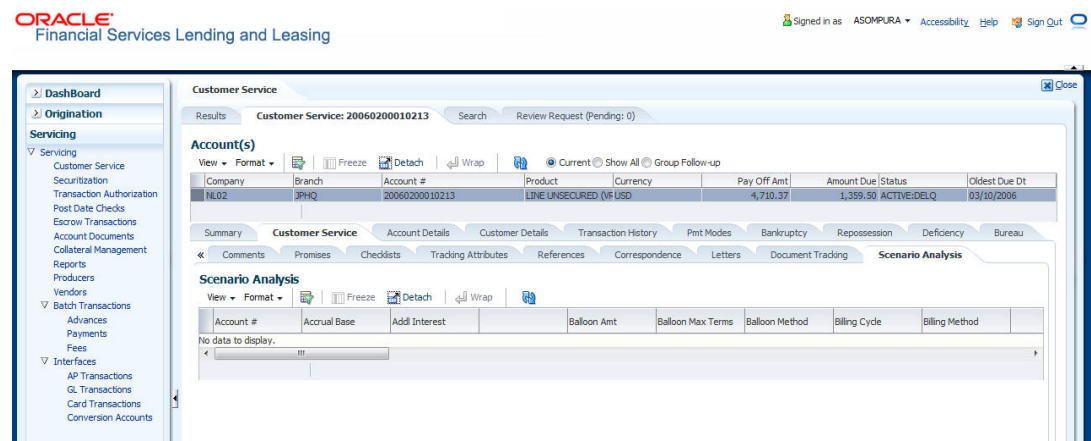 ORACLE
Financial Services Lending and Leasing
Signed in as ASOMPURA Accessibility Help Sign Out
Close
DashBoard
Origination
Servicing
Servicing
Customer Service
Securitization
Transaction Authorization
Post Date Checks
Escrow Transactions
Account Documents
Collateral Management
Reports
Producers
Vendors
Batch Transactions
Advances
Payments
Fees
Interfaces
AP Transactions
GL Transactions
Card Transactions
Conversion Accounts
Customer Service
Results Customer Service: 20060200010213 Search Review Request (Pending: 0)
Account(s)
View Format Freeze Detach Wrap Current Show All Group Follow-up
Company Branch Account # Product Currency Pay Off Amt Amount Due Status Oldest Due Dt
NL02 JPHQ 20060200010213 LINE UNSECURED (VR USD 4,710.37 1,359.50 ACTIVE:DELQ 03/10/2006
Summary Customer Service Account Details Customer Details Transaction History Pmt Modes Bankruptcy Repossession Deficiency Bureau
« Comments Promises Checklists Tracking Attributes References Correspondence Letters Document Tracking Scenario Analysis
Scenario Analysis
View Format Freeze Detach Wrap
Account # Accrual Base Addl Interest Balloon Amt Balloon Max Terms Balloon Method Billing Cycle Billing Method
No data to display.